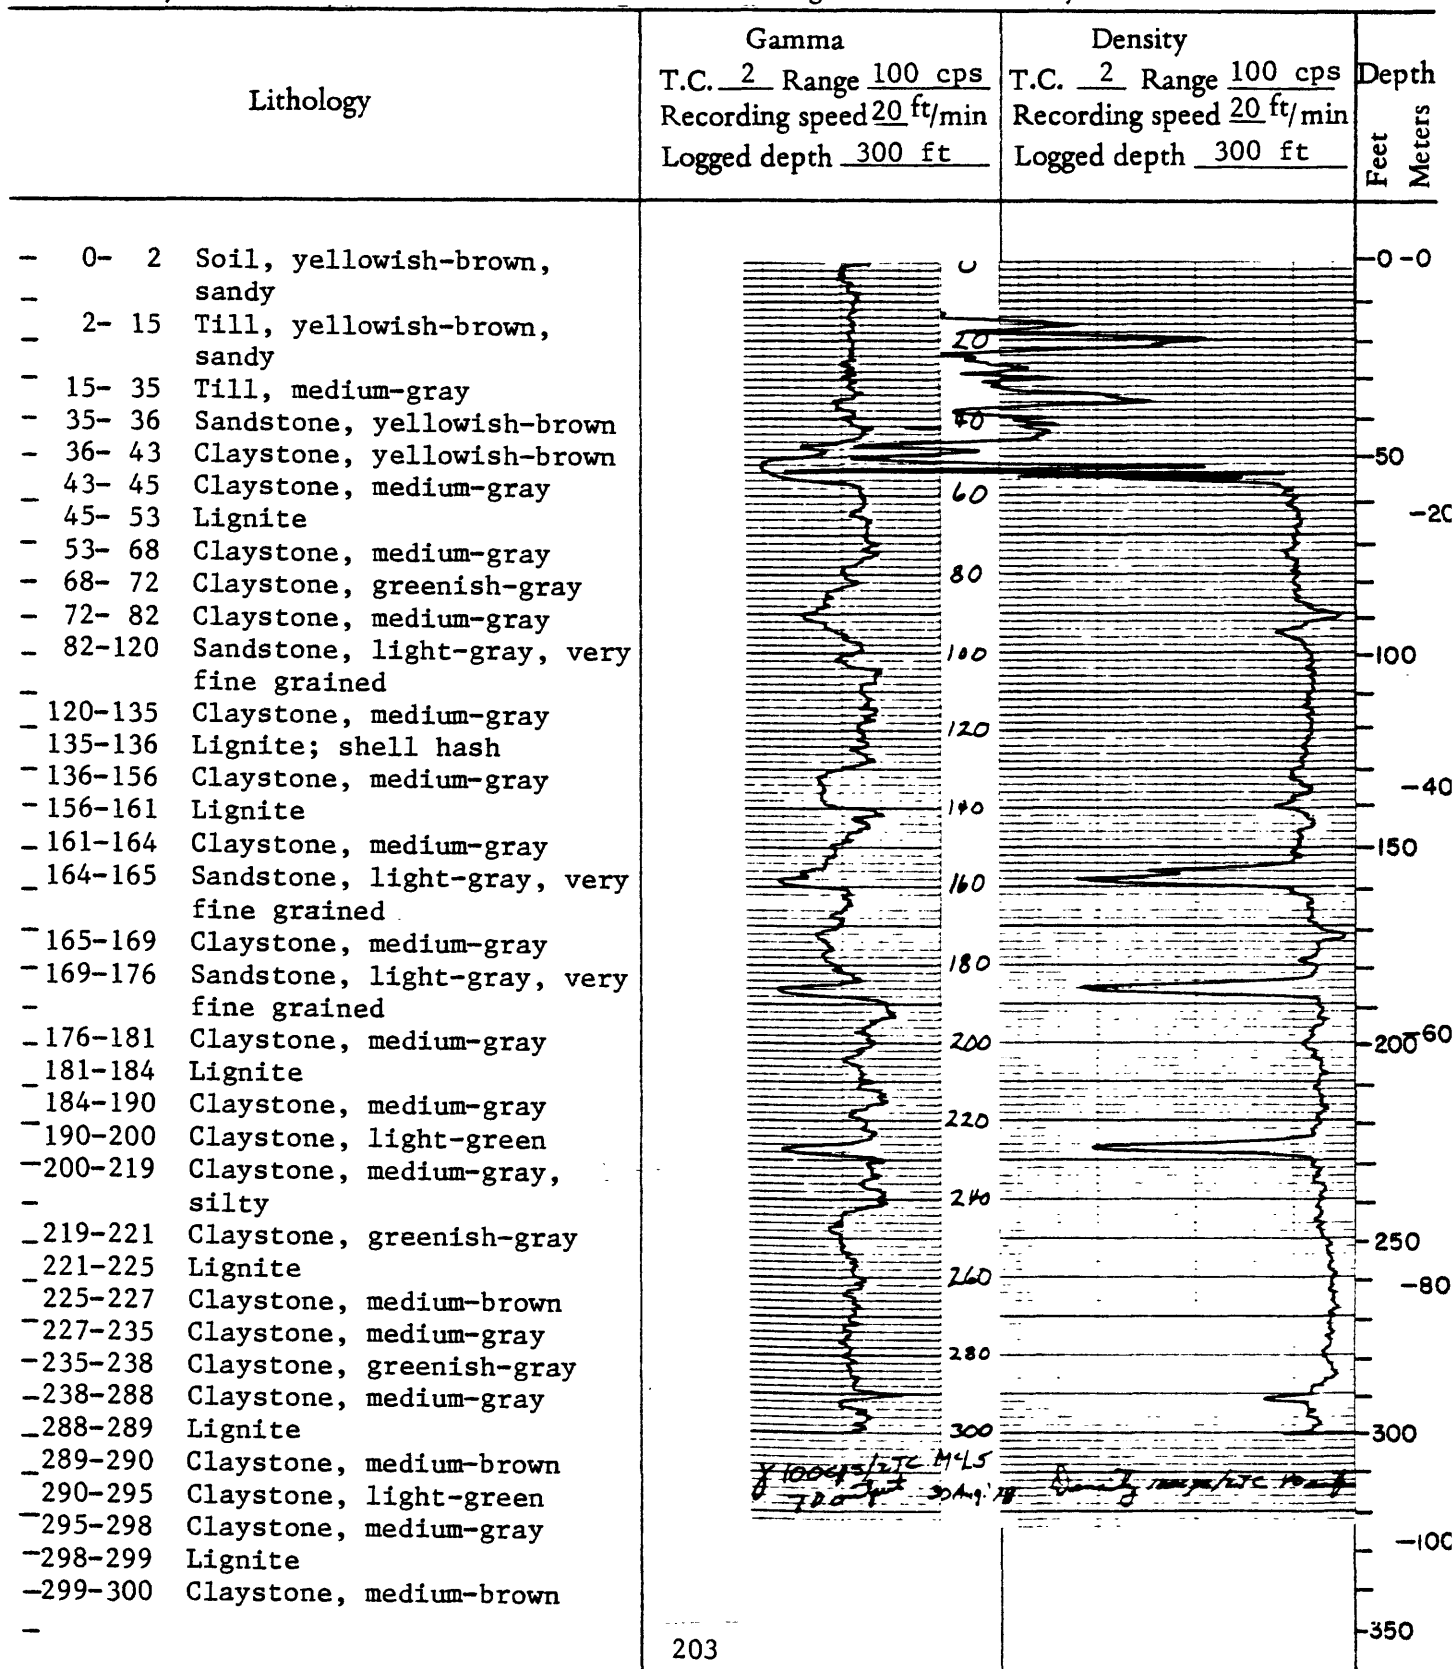 Lithology
Gamma
T.C. 2 Range 100 cps
Recording speed 20 ft/min
Logged depth 300 ft
Density
T.C. 2 Range 100 cps
Recording speed 20 ft/min
Logged depth 300 ft
Depth
Feet
Meters
0- 2 Soil, yellowish-brown,
sandy
2- 15 Till, yellowish-brown,
sandy
15- 35 Till, medium-gray
35- 36 Sandstone, yellowish-brown
36- 43 Claystone, yellowish-brown
43- 45 Claystone, medium-gray
45- 53 Lignite
53- 68 Claystone, medium-gray
68- 72 Claystone, greenish-gray
72- 82 Claystone, medium-gray
82-120 Sandstone, light-gray, very
fine grained
120-135 Claystone, medium-gray
135-136 Lignite; shell hash
136-156 Claystone, medium-gray
156-161 Lignite
161-164 Claystone, medium-gray
164-165 Sandstone, light-gray, very
fine grained
165-169 Claystone, medium-gray
169-176 Sandstone, light-gray, very
fine grained
176-181 Claystone, medium-gray
181-184 Lignite
184-190 Claystone, medium-gray
190-200 Claystone, light-green
200-219 Claystone, medium-gray,
silty
219-221 Claystone, greenish-gray
221-225 Lignite
225-227 Claystone, medium-brown
227-235 Claystone, medium-gray
235-238 Claystone, greenish-gray
238-288 Claystone, medium-gray
288-289 Lignite
289-290 Claystone, medium-brown
290-295 Claystone, light-green
295-298 Claystone, medium-gray
298-299 Lignite
299-300 Claystone, medium-brown
0
20
40
60
80
100
120
140
160
180
200
220
240
260
280
300
MLS
30 Aug
Density
0 -0
50
-20
100
-40
150
200
-60
250
-80
300
-100
350
203